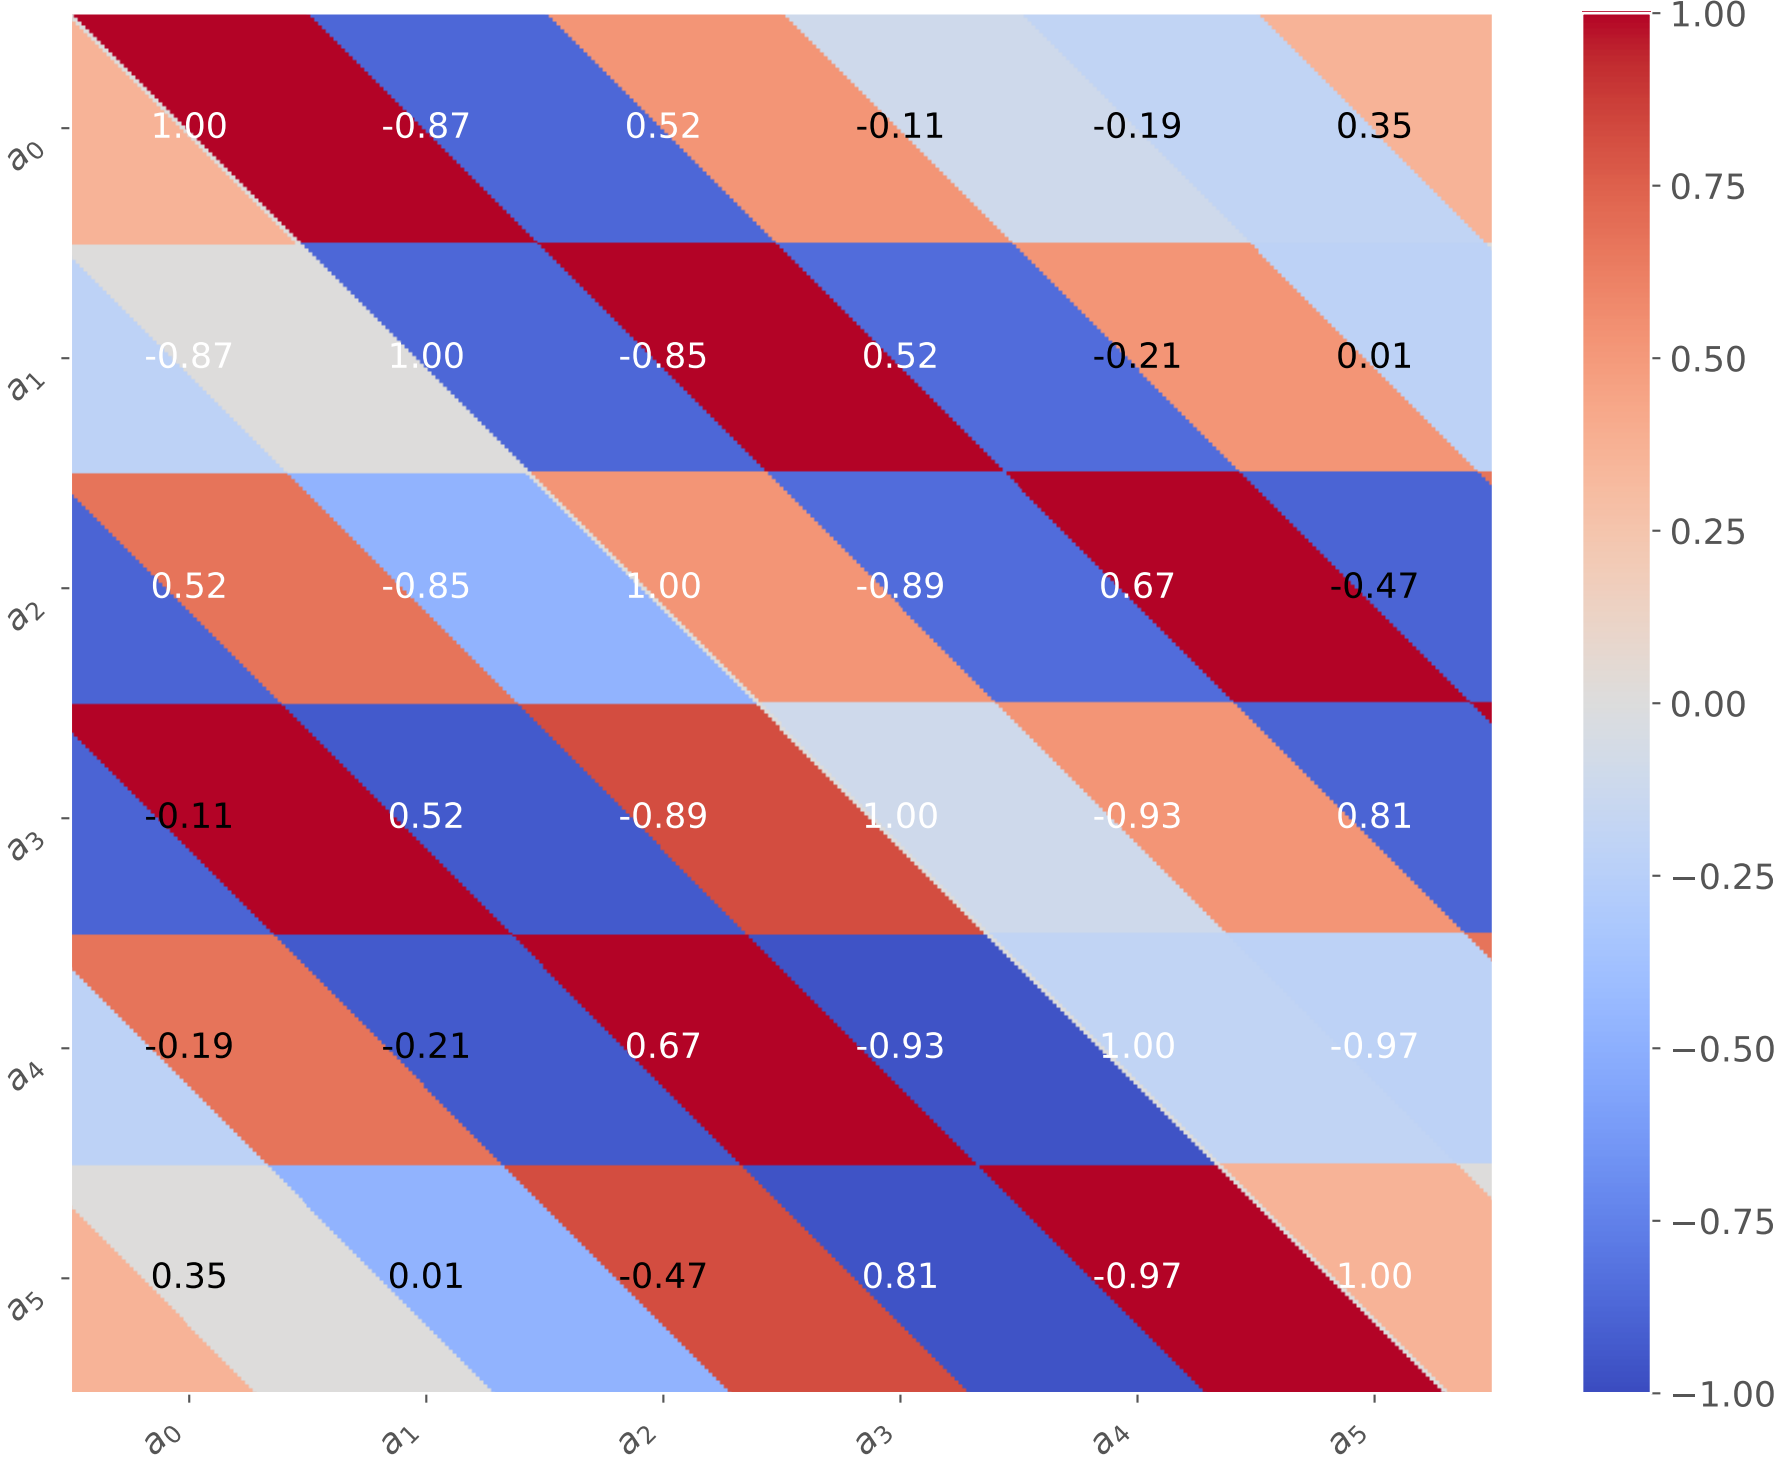 1.00
a0 1.00 -0.87 0.52 -0.11 -0.19 0.35
0.75
a1 -0.87 1.00 -0.85 0.52 -0.21 0.01
0.50
0.25
a2 0.52 -0.85 1.00 -0.89 0.67 -0.47
0.00
a3 -0.11 0.52 -0.89 1.00 -0.93 0.81
−0.25
a4 -0.19 -0.21 0.67 -0.93 1.00 -0.97
−0.50
−0.75
a5 0.35 0.01 -0.47 0.81 -0.97 1.00
−1.00
a0 a1 a2 a3 a4 a5